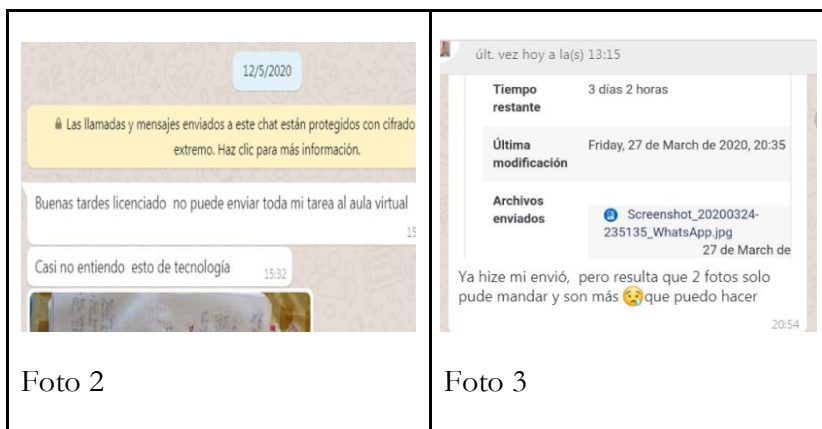 12/5/2020
Las llamadas y mensajes enviados a este chat están protegidos con cifrado
extremo. Haz clic para más información.
Buenas tardes licenciado no puede enviar toda mi tarea al aula virtual
15
Casi no entiendo esto de tecnología
15:32
Foto 2
últ. vez hoy a la(s) 13:15
Tiempo restante
3 días 2 horas
Última modificación
Friday, 27 de March de 2020, 20:35
Archivos enviados
Screenshot_20200324-
235135_WhatsApp.jpg
27 de March de
Ya hize mi envió, pero resulta que 2 fotos solo
pude mandar y son más 😢que puedo hacer
20:54
Foto 3